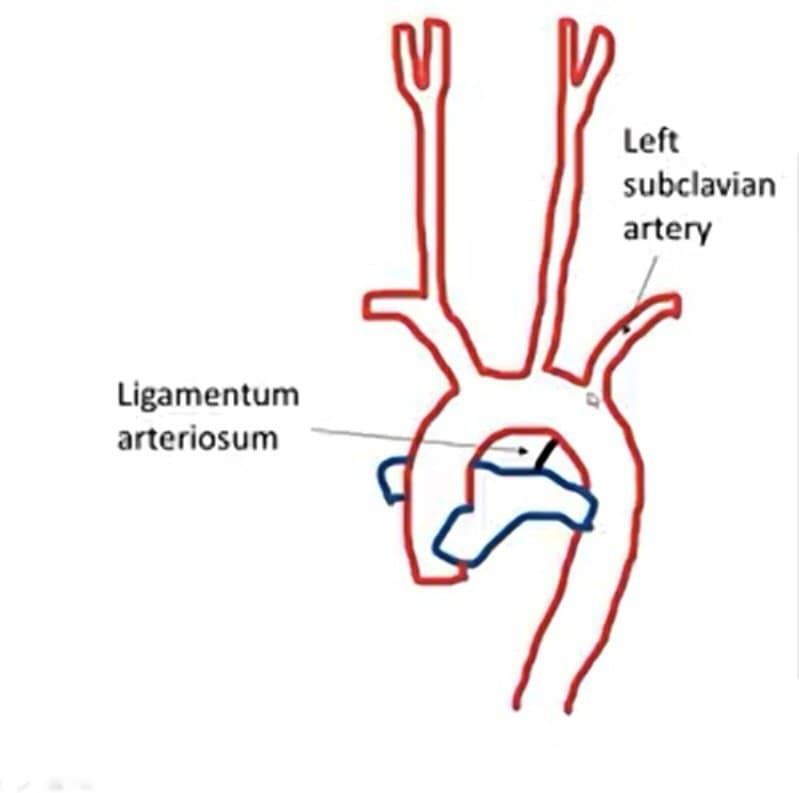 Left
subclavian
artery
Ligamentum
arteriosum